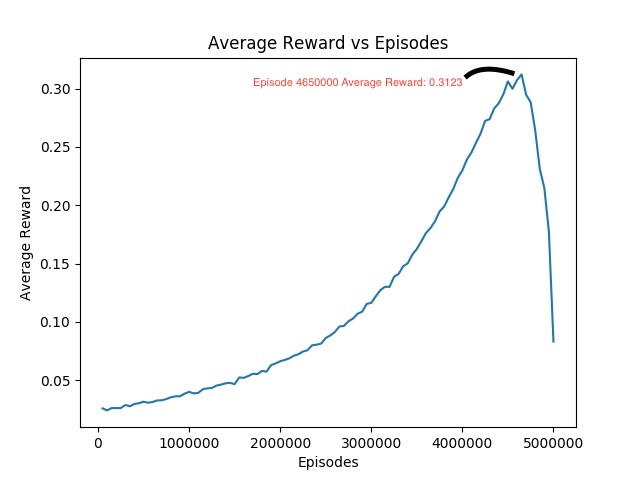 Average Reward vs Episodes
Episode 4650000 Average Reward: 0.3123
0.30
0.25
0.20
0.15
0.10
0.05
Average Reward
0 1000000 2000000 3000000 4000000 5000000
Episodes